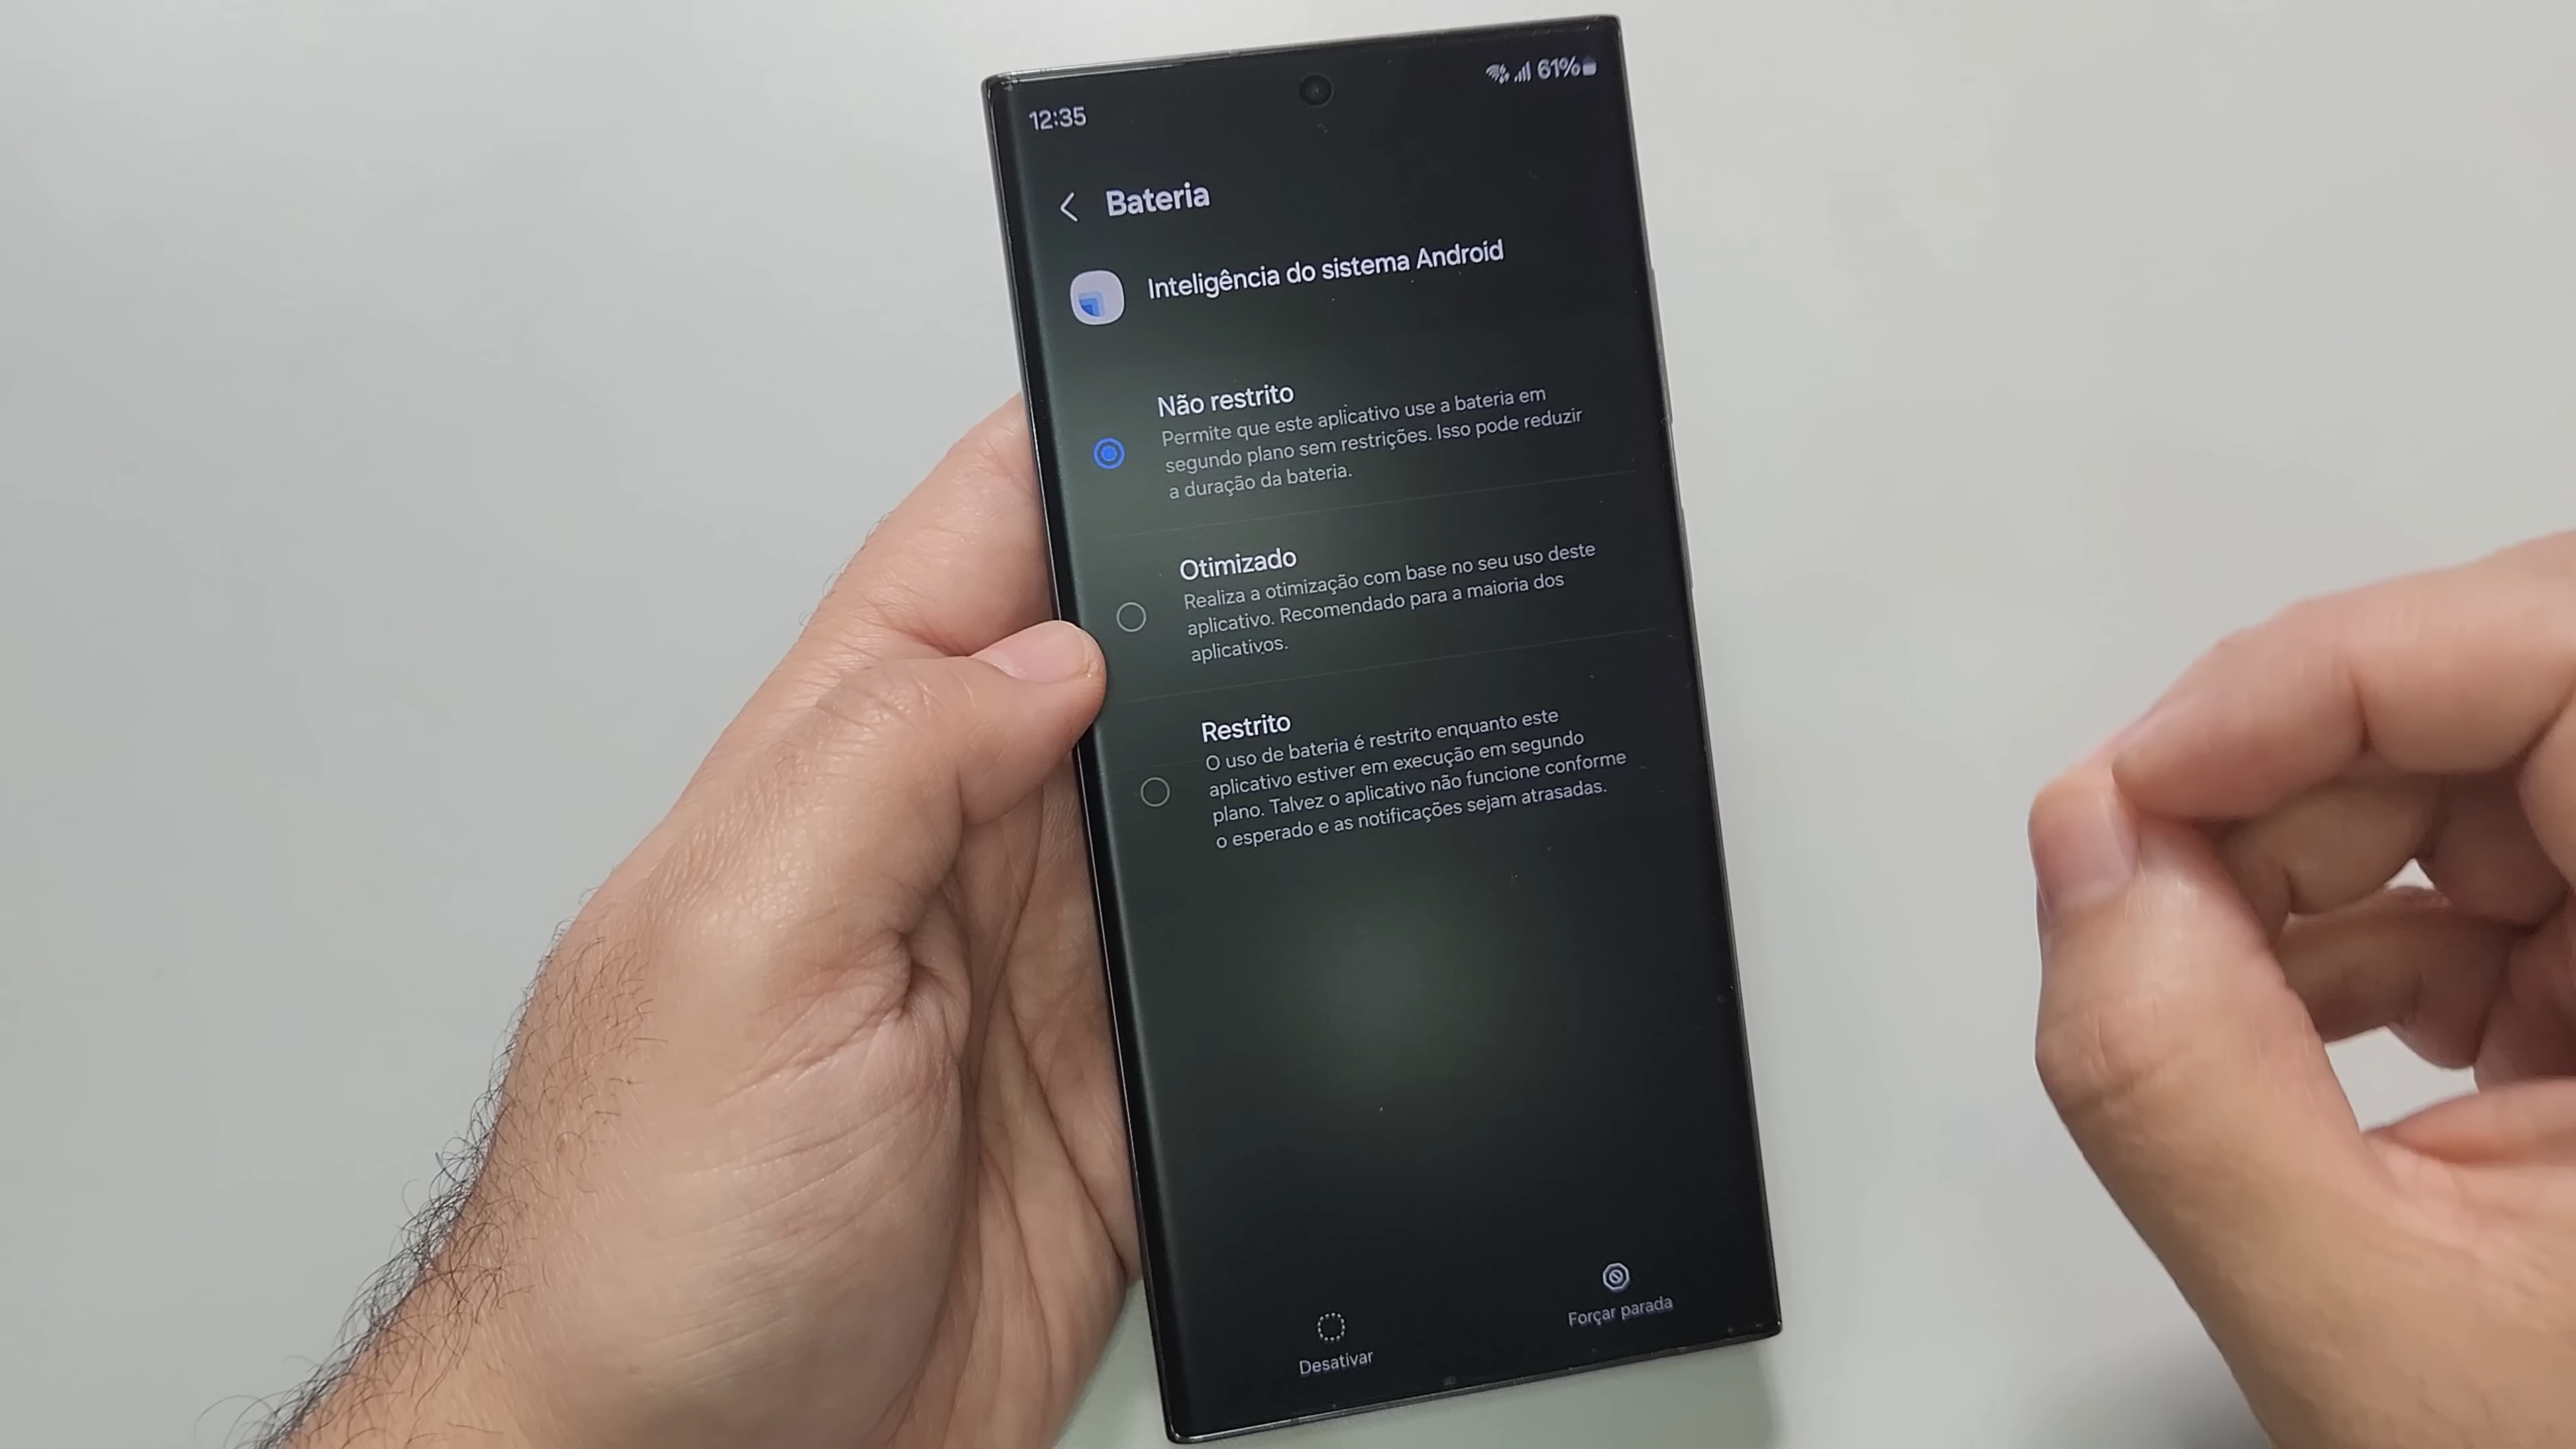 12:35
61%
Bateria
Inteligência do sistema Android
Não restrito
Permite que este aplicativo use a bateria em
segundo plano sem restrições. Isso pode reduzir
a duração da bateria.
Otimizado
Realiza a otimização com base no seu uso deste
aplicativo. Recomendado para a maioria dos
aplicativos.
Restrito
O uso de bateria é restrito enquanto este
aplicativo estiver em execução em segundo
plano. Talvez o aplicativo não funcione conforme
o esperado e as notificações sejam atrasadas.
Desativar
Forçar parada